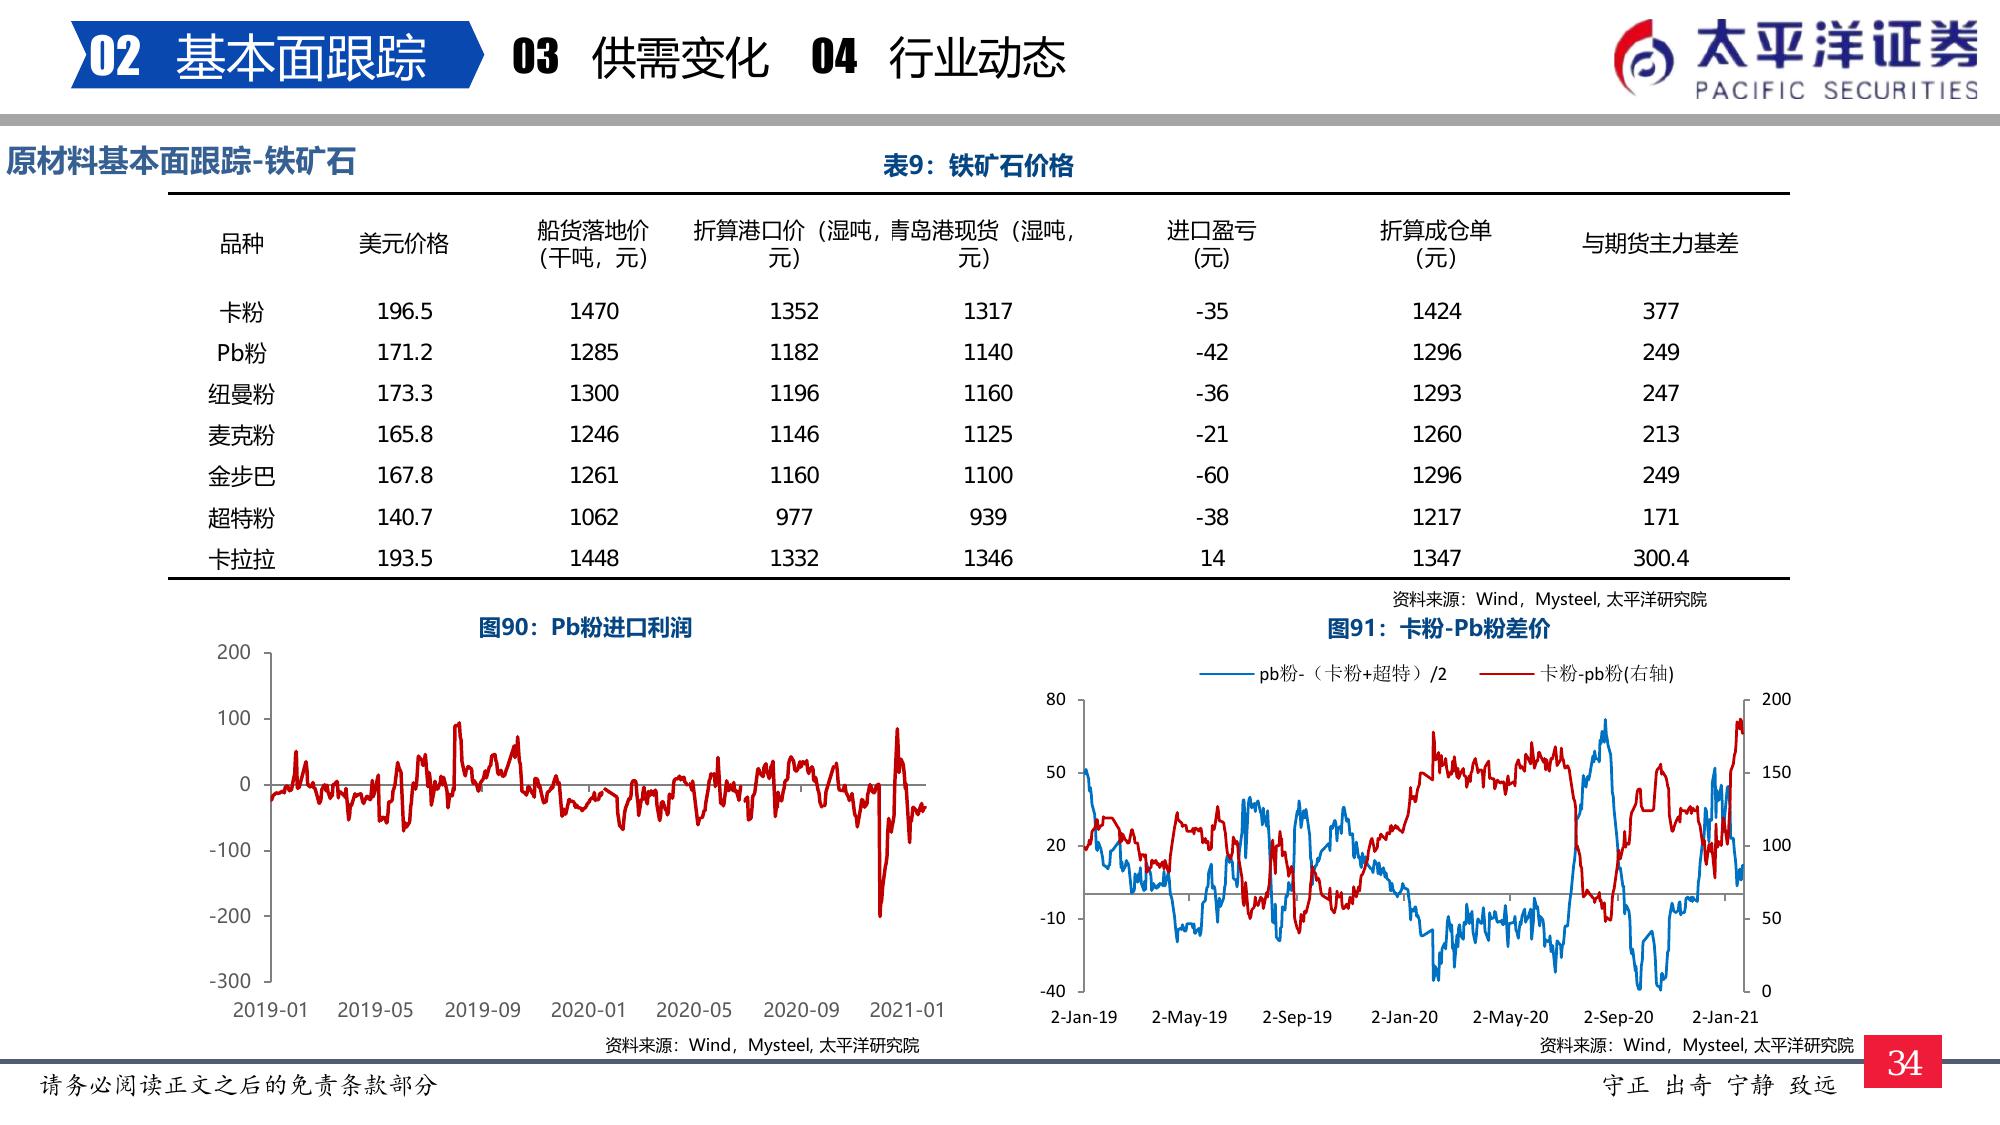 02 基本面跟踪 03 供需变化 04 行业动态
太平洋证券
PACIFIC SECURITIES
原材料基本面跟踪-铁矿石
表9：铁矿石价格
品种 美元价格 船货落地价（干吨，元） 折算港口价（湿吨，元） 青岛港现货（湿吨，元） 进口盈亏(元) 折算成仓单（元） 与期货主力基差
卡粉 196.5 1470 1352 1317 -35 1424 377
Pb粉 171.2 1285 1182 1140 -42 1296 249
纽曼粉 173.3 1300 1196 1160 -36 1293 247
麦克粉 165.8 1246 1146 1125 -21 1260 213
金步巴 167.8 1261 1160 1100 -60 1296 249
超特粉 140.7 1062 977 939 -38 1217 171
卡拉拉 193.5 1448 1332 1346 14 1347 300.4
资料来源：Wind，Mysteel, 太平洋研究院
图90：Pb粉进口利润
200
100
0
-100
-200
-300
2019-01 2019-05 2019-09 2020-01 2020-05 2020-09 2021-01
资料来源：Wind，Mysteel, 太平洋研究院
图91：卡粉-Pb粉差价
pb粉-（卡粉+超特）/2 卡粉-pb粉(右轴)
80 200
50 150
20 100
-10 50
-40 0
2-Jan-19 2-May-19 2-Sep-19 2-Jan-20 2-May-20 2-Sep-20 2-Jan-21
资料来源：Wind，Mysteel, 太平洋研究院
请务必阅读正文之后的免责条款部分
守正 出奇 宁静 致远
34